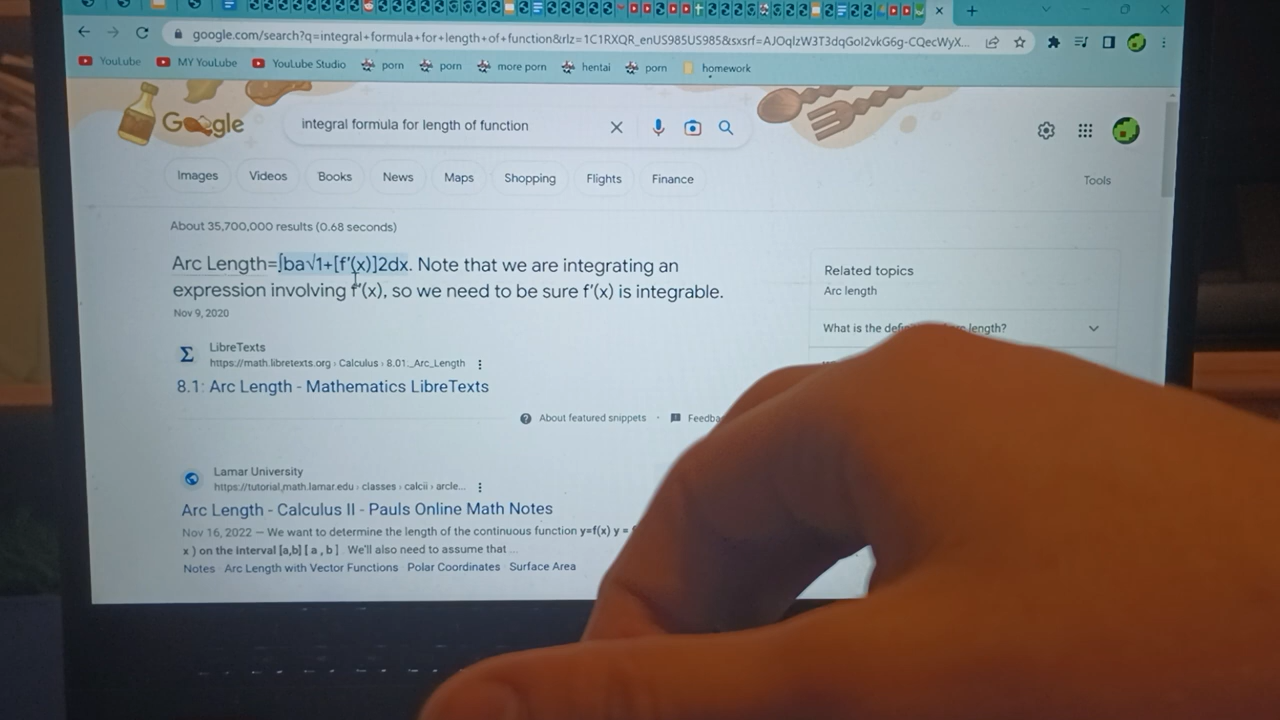 google.com/search?q=integral+formula+for+length+of+function&rlz=1C1RXQR_enUS985US985&sxsrf=AJOqlzW3T3dqGol2vkG6g-CQecWyX...
YouTube MY YouTube YouTube Studio porn porn more porn hentai porn homework
Google
integral formula for length of function
Images Videos Books News Maps Shopping Flights Finance
Tools
About 35,700,000 results (0.68 seconds)
Arc Length=∫ba√1+[f′(x)]2dx. Note that we are integrating an
expression involving f′(x), so we need to be sure f′(x) is integrable.
Nov 9, 2020
LibreTexts
https://math.libretexts.org › Calculus › 8.01._Arc_Length
8.1: Arc Length - Mathematics LibreTexts
About featured snippets · Feedba
Lamar University
https://tutorial.math.lamar.edu › classes › calcii › arcle...
Arc Length - Calculus II - Pauls Online Math Notes
Nov 16, 2022 — We want to determine the length of the continuous function y=f(x) y =
x ) on the interval [a,b] [ a , b ] . We'll also need to assume that ...
Notes Arc Length with Vector Functions Polar Coordinates Surface Area
Related topics
Arc length
What is the length?